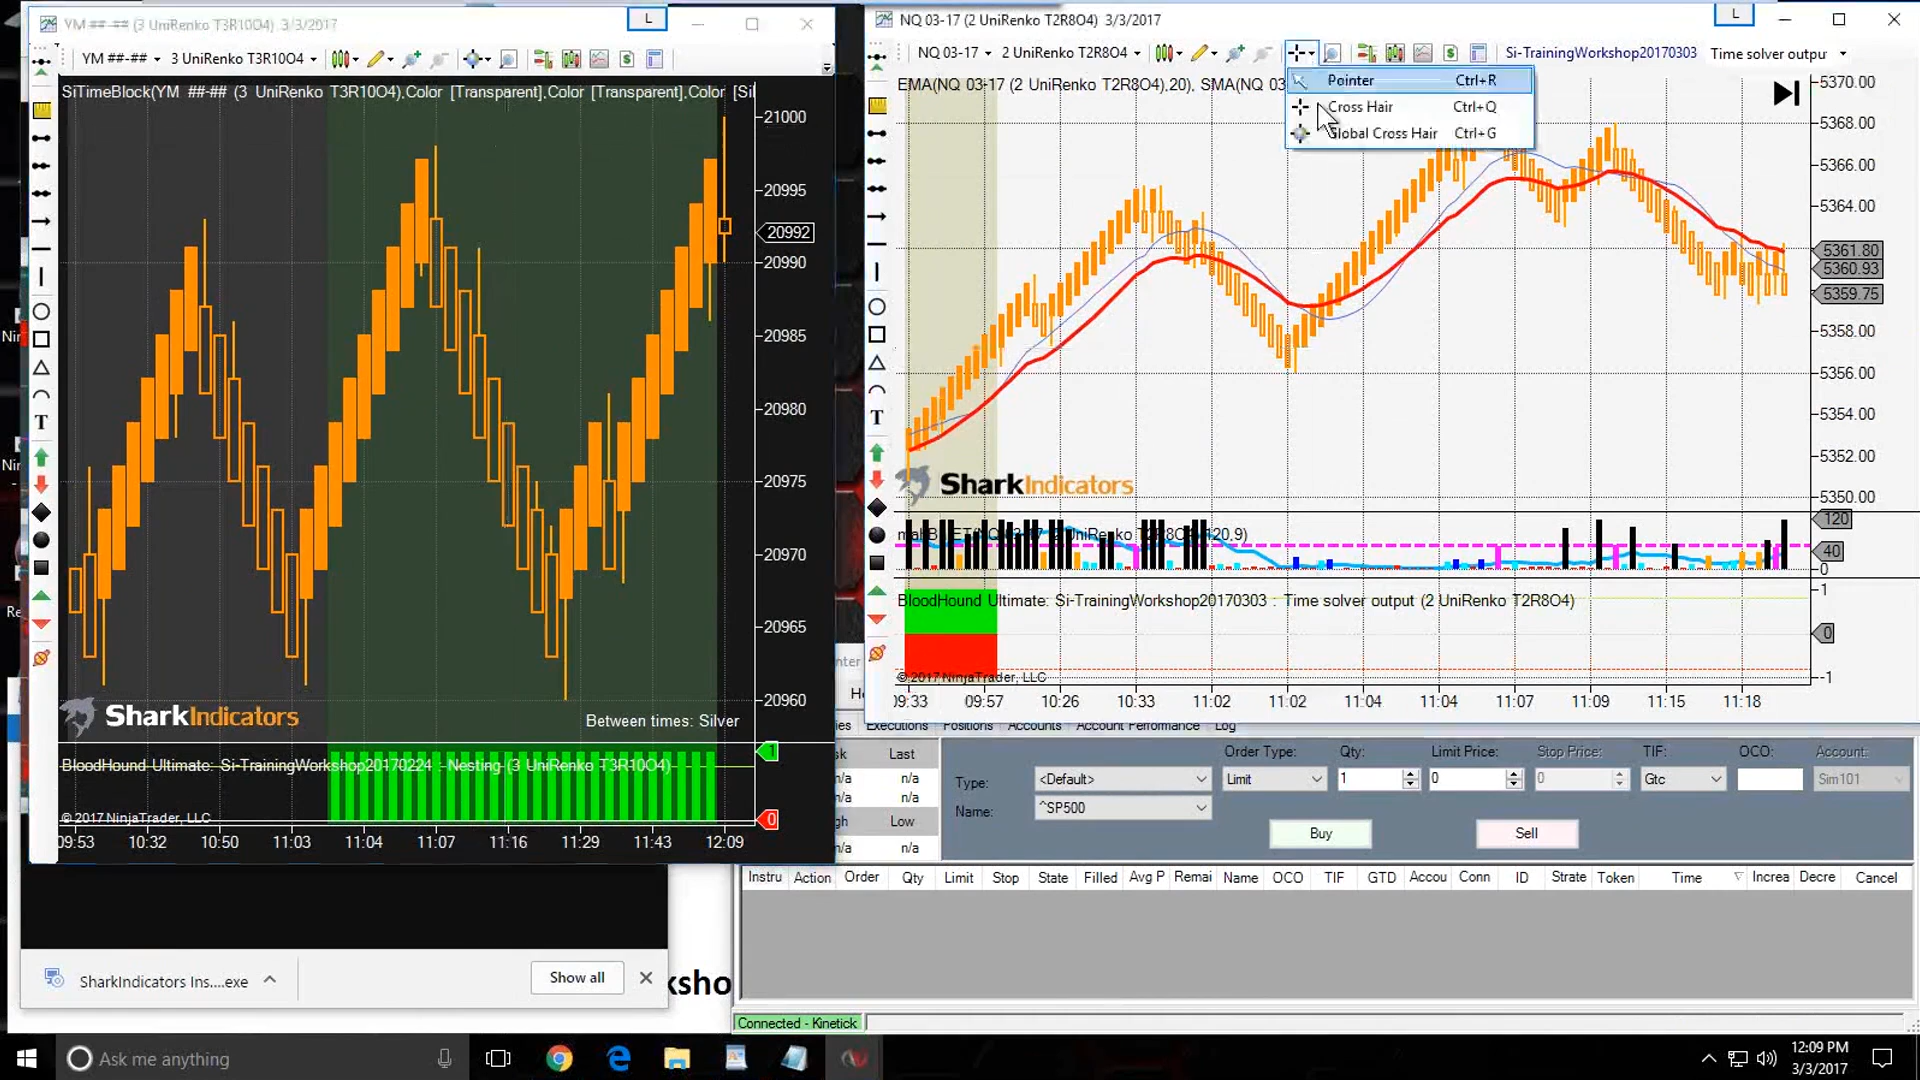 YM ##-## (3 UniRenko T3R10O4) 3/3/2017
L
YM ##-##
3 UniRenko T3R10O4
SiTimeBlock(YM ##-## (3 UniRenko T3R10O4),Color [Transparent],Color [Transparent],Color [Sil
21000
20995
20992
20990
20985
20980
20975
20970
20965
20960
SharkIndicators
Between times: Silver
BloodHound Ultimate: Si-TrainingWorkshop20170224 : Nesting (3 UniRenko T3R10O4)
1
0
© 2017 NinjaTrader, LLC
09:53 10:32 10:50 11:03 11:04 11:07 11:16 11:29 11:43 12:09
NQ 03-17 (2 UniRenko T2R8O4) 3/3/2017
L
NQ 03-17
2 UniRenko T2R8O4
Si-TrainingWorkshop20170303
Time solver output
EMA(NQ 03-17 (2 UniRenko T2R8O4),20), SMA(NQ 03
Pointer Ctrl+R
Cross Hair Ctrl+Q
Global Cross Hair Ctrl+G
5370.00
5368.00
5366.00
5364.00
5361.80
5360.93
5359.75
5358.00
5356.00
5354.00
5352.00
5350.00
SharkIndicators
120
40
0
BloodHound Ultimate: Si-TrainingWorkshop20170303 : Time solver output (2 UniRenko T2R8O4)
1
0
-1
© 2017 NinjaTrader, LLC
09:33 09:57 10:26 10:33 11:02 11:02 11:04 11:04 11:07 11:09 11:15 11:18
Executions Positions Accounts Account Performance Log
Last
n/a n/a
n/a n/a
Low
n/a n/a
Type:
<Default>
Name:
^SP500
Order Type: Qty: Limit Price: Stop Price: TIF: OCO: Account:
Limit 1 0 0 Gtc Sim101
Buy
Sell
Instru Action Order Qty Limit Stop State Filled Avg P Remai Name OCO TIF GTD Accou Conn ID Strate Token Time Increa Decre Cancel
SharkIndicators Ins....exe
Show all
ksho
Connected - Kinetick
Ask me anything
12:09 PM
3/3/2017
T
T